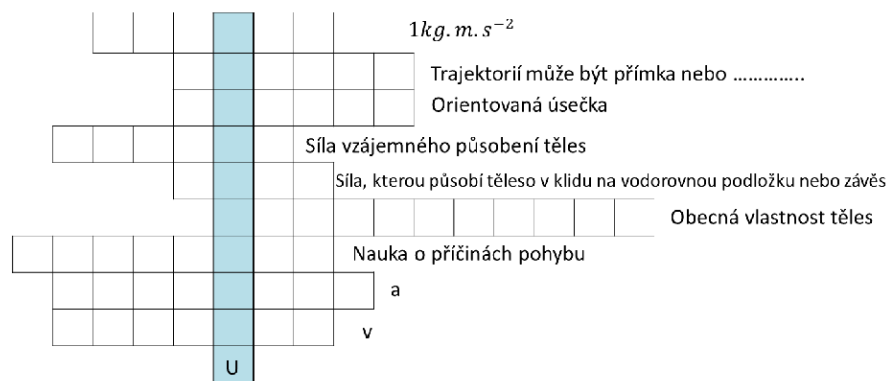 1kg.m.s⁻²
Trajektorií může být přímka nebo …………..
Orientovaná úsečka
Síla vzájemného působení těles
Síla, kterou působí těleso v klidu na vodorovnou podložku nebo závěs
Obecná vlastnost těles
Nauka o příčinách pohybu
a
v
U